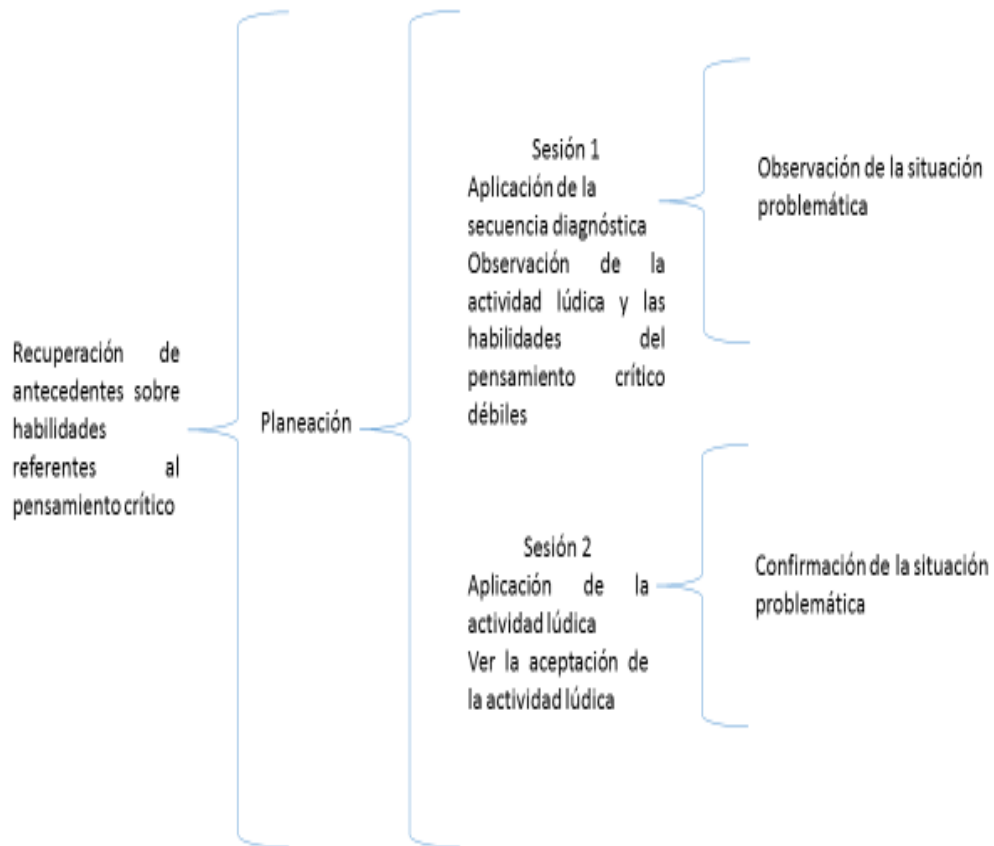 Recuperación de
antecedentes sobre
habilidades
referentes al
pensamiento crítico
Planeación
Sesión 1
Aplicación de la
secuencia diagnóstica
Observación de la
actividad lúdica y las
habilidades del
pensamiento crítico
débiles
Observación de la situación
problemática
Sesión 2
Aplicación de la
actividad lúdica
Ver la aceptación de
la actividad lúdica
Confirmación de la situación
problemática